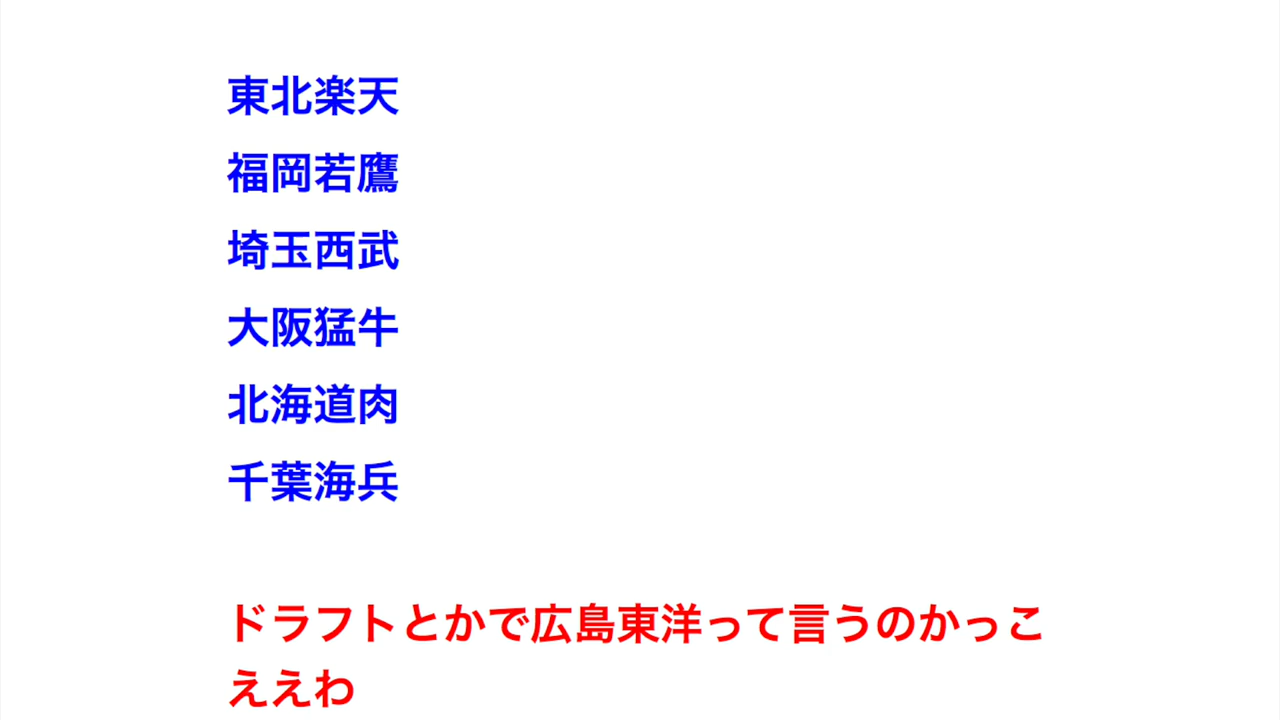 東北楽天
福岡若鷹
埼玉西武
大阪猛牛
北海道肉
千葉海兵
ドラフトとかで広島東洋って言うのかっこ
ええわ